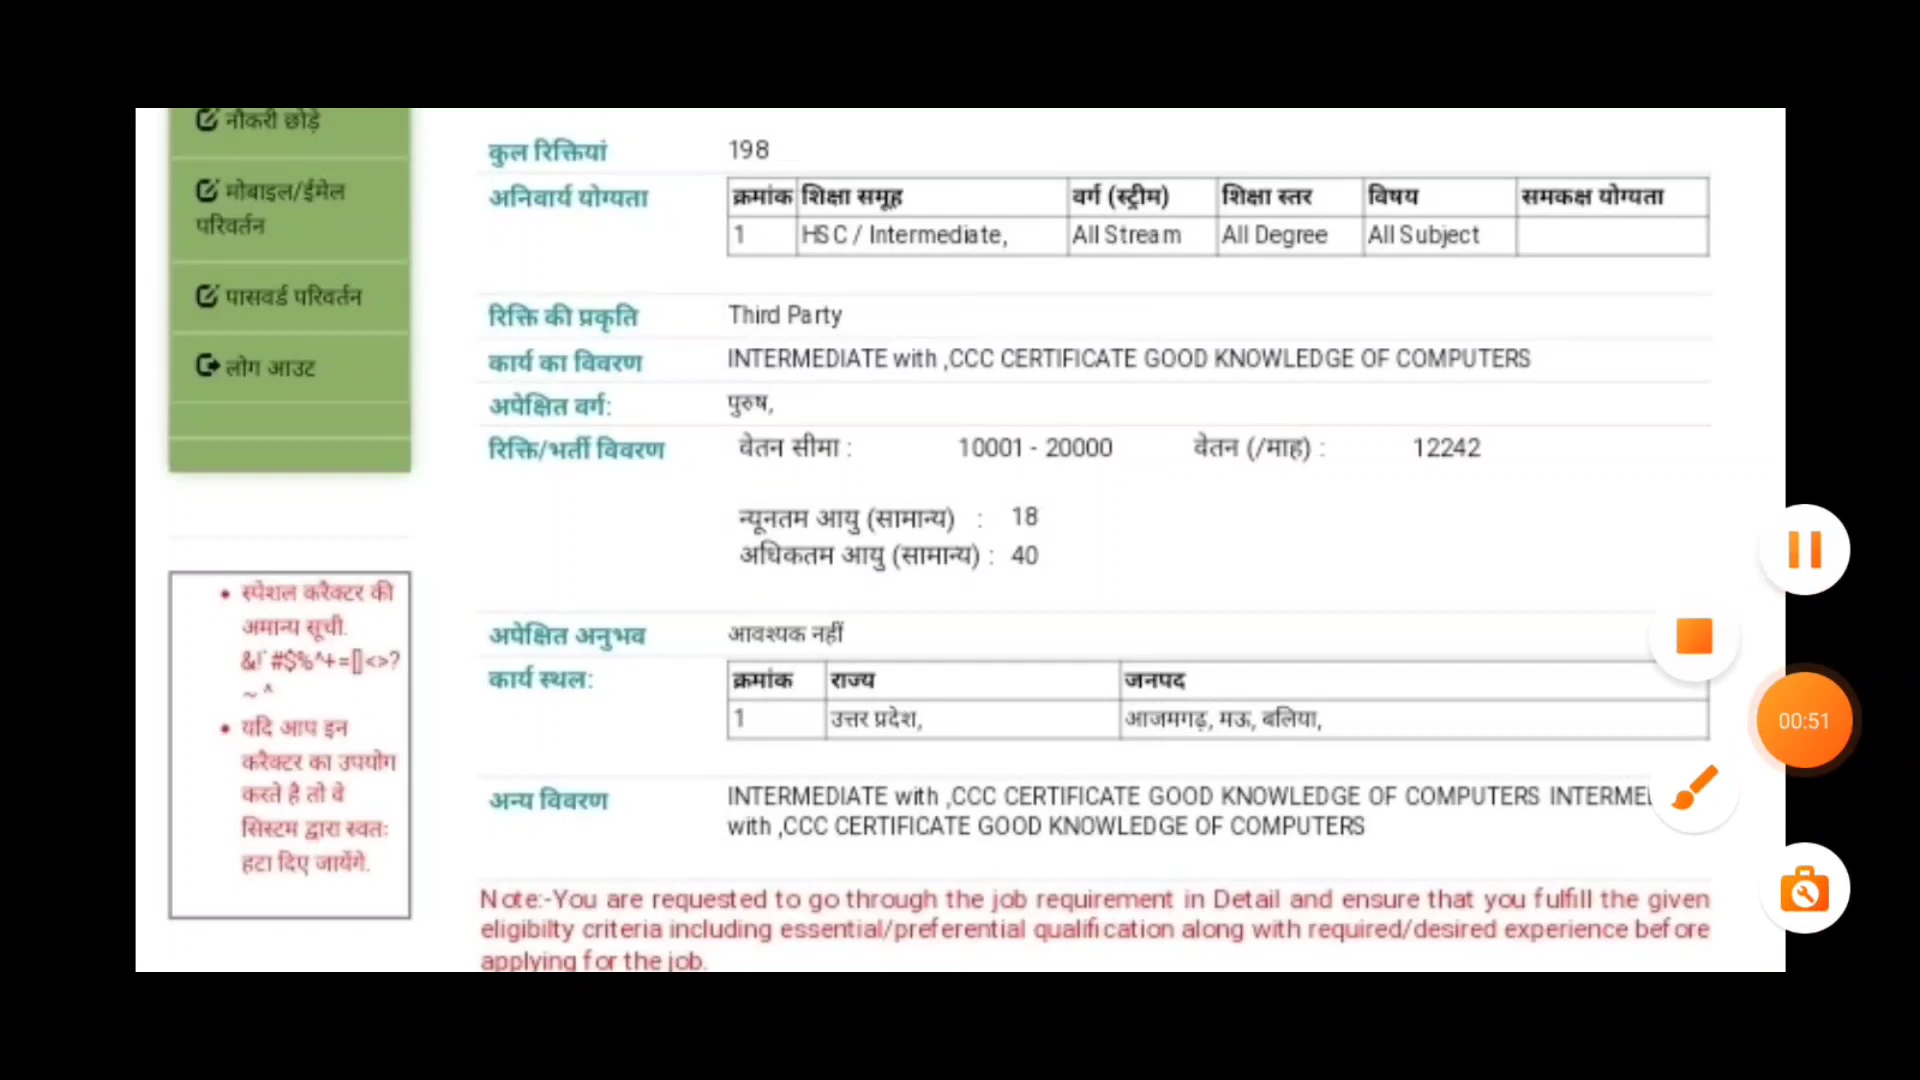 नौकरी छोड़े
मोबाइल/ईमेल
परिवर्तन
पासवर्ड परिवर्तन
लोग आउट
स्पेशल करैक्टर की
अमान्य सूची.
&!`#$%^+=[]<>?
~ ^
यदि आप इन
करैक्टर का उपयोग
करते है तो वे
सिस्टम द्वारा स्वतः
हटा दिए जायेंगे.
कुल रिक्तियां 198
अनिवार्य योग्यता
क्रमांक शिक्षा समूह वर्ग (स्ट्रीम) शिक्षा स्तर विषय समकक्ष योग्यता
1 HSC / Intermediate, All Stream All Degree All Subject
रिक्ति की प्रकृति Third Party
कार्य का विवरण INTERMEDIATE with ,CCC CERTIFICATE GOOD KNOWLEDGE OF COMPUTERS
अपेक्षित वर्ग: पुरुष,
रिक्ति/भर्ती विवरण वेतन सीमा : 10001 - 20000 वेतन (/माह) : 12242
न्यूनतम आयु (सामान्य) : 18
अधिकतम आयु (सामान्य) : 40
अपेक्षित अनुभव आवश्यक नहीं
कार्य स्थल: क्रमांक राज्य जनपद
1 उत्तर प्रदेश, आजमगढ़, मऊ, बलिया,
अन्य विवरण INTERMEDIATE with ,CCC CERTIFICATE GOOD KNOWLEDGE OF COMPUTERS
with ,CCC CERTIFICATE GOOD KNOWLEDGE OF COMPUTERS
Note:-You are requested to go through the job requirement in Detail and ensure that you fulfill the given
eligibilty criteria including essential/preferential qualification along with required/desired experience before
applying for the job.
00:51